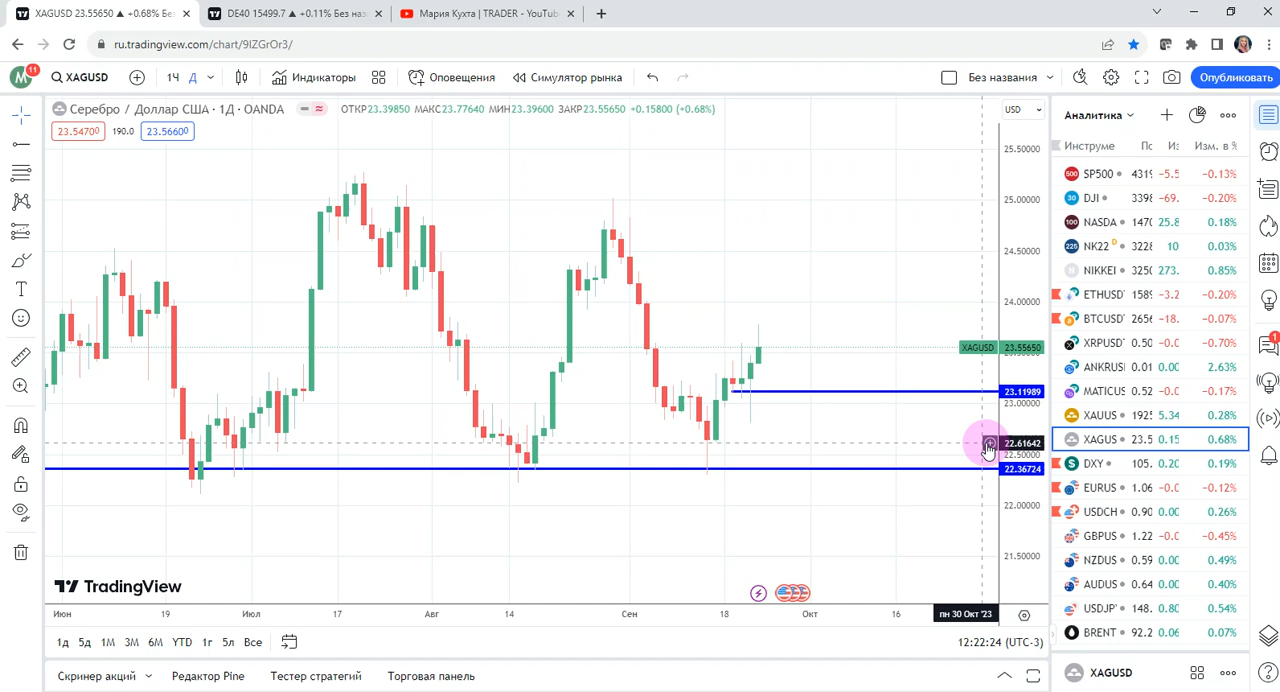 XAGUSD 23.55650 ▲ +0.68% Без
DE40 15499.7 ▲ +0.11% Без наз
Мария Кухта | TRADER - YouTub
ru.tradingview.com/chart/9IZGrOr3/
M 11 XAGUSD 1Ч Д Индикаторы Оповещения Симулятор рынка Без названия Опубликовать
Серебро / Доллар США · 1Д · OANDA ОТКР23.39850 МАКС23.77640 МИН23.39600 ЗАКР23.55650 +0.15800 (+0.68%) USD
23.5470 190.0 23.5660
25.50000
25.00000
24.50000
24.00000
XAGUSD 23.55650
23.11989
23.00000
22.61642
22.50000
22.36724
22.00000
21.50000
TradingView
Июн 19 Июл 17 Авг 14 Сен 18 Окт 16 пн 30 Окт '23
1д 5д 1М 3М 6М YTD 1г 5л Все 12:22:24 (UTC-3)
Скринер акций Редактор Pine Тестер стратегий Торговая панель
Аналитика
Инструме По Из Изм. в %
500 SP500 4319 −5.5 −0.13%
30 DJI 3398 −69. −0.20%
100 NASDA 1470 25.8 0.18%
225 NK22 D 3228 10 0.03%
N NIKKEI 3250 273. 0.85%
ETHUSD 1589 −3.2 −0.20%
BTCUSD 2656 −18. −0.07%
XRPUSD 0.50 −0.0 −0.70%
ANKRUS 0.01 0.00 2.63%
MATICUS 0.52 −0.0 −0.17%
XAUUS 1925 5.34 0.28%
XAGUS 23.5 0.15 0.68%
DXY 105. 0.20 0.19%
EURUS 1.06 −0.0 −0.12%
USDCH 0.90 0.00 0.26%
GBPUS 1.22 −0.0 −0.45%
NZDUS 0.59 0.00 0.49%
AUDUS 0.64 0.00 0.40%
USDJP 148. 0.80 0.54%
BRENT 92.2 0.06 0.07%
XAGUSD